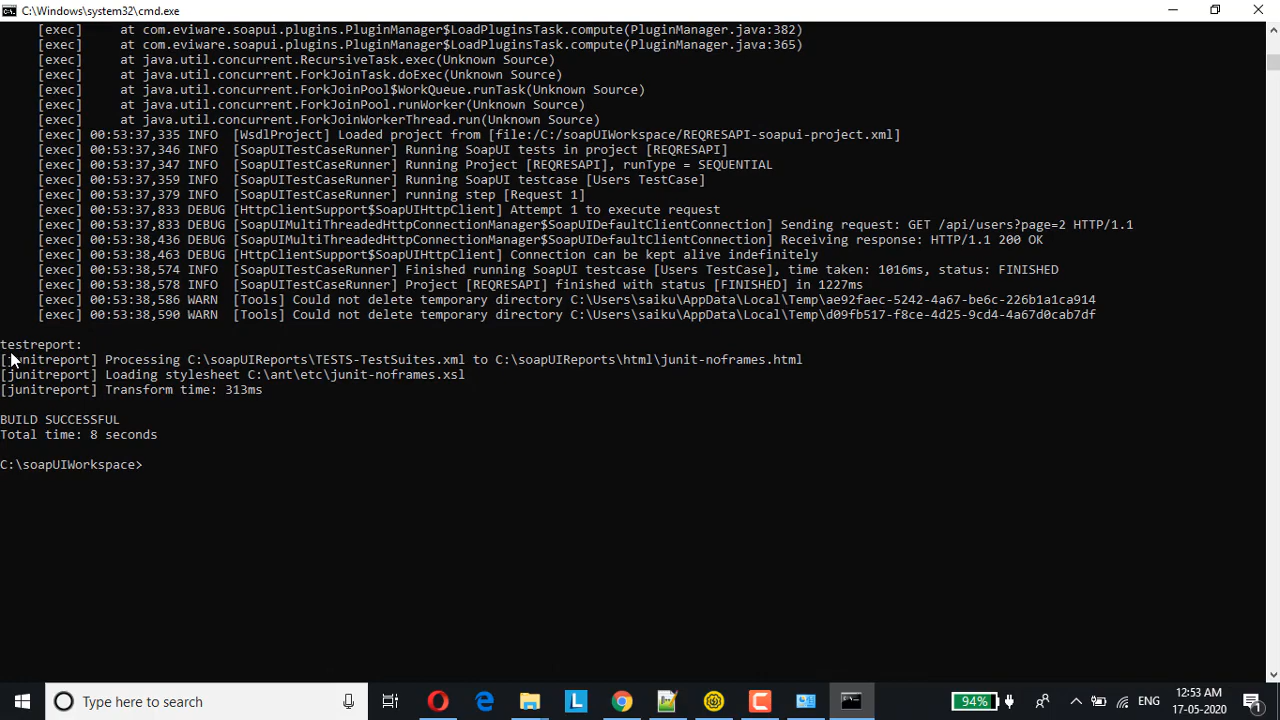 C:\Windows\system32\cmd.exe
[exec]     at com.eviware.soapui.plugins.PluginManager$LoadPluginsTask.compute(PluginManager.java:382)
[exec]     at com.eviware.soapui.plugins.PluginManager$LoadPluginsTask.compute(PluginManager.java:365)
[exec]     at java.util.concurrent.RecursiveTask.exec(Unknown Source)
[exec]     at java.util.concurrent.ForkJoinTask.doExec(Unknown Source)
[exec]     at java.util.concurrent.ForkJoinPool$WorkQueue.runTask(Unknown Source)
[exec]     at java.util.concurrent.ForkJoinPool.runWorker(Unknown Source)
[exec]     at java.util.concurrent.ForkJoinWorkerThread.run(Unknown Source)
[exec] 00:53:37,335 INFO  [WsdlProject] Loaded project from [file:/C:/soapUIWorkspace/REQRESAPI-soapui-project.xml]
[exec] 00:53:37,346 INFO  [SoapUITestCaseRunner] Running SoapUI tests in project [REQRESAPI]
[exec] 00:53:37,347 INFO  [SoapUITestCaseRunner] Running Project [REQRESAPI], runType = SEQUENTIAL
[exec] 00:53:37,359 INFO  [SoapUITestCaseRunner] Running SoapUI testcase [Users TestCase]
[exec] 00:53:37,379 INFO  [SoapUITestCaseRunner] running step [Request 1]
[exec] 00:53:37,833 DEBUG [HttpClientSupport$SoapUIHttpClient] Attempt 1 to execute request
[exec] 00:53:37,833 DEBUG [SoapUIMultiThreadedHttpConnectionManager$SoapUIDefaultClientConnection] Sending request: GET /api/users?page=2 HTTP/1.1
[exec] 00:53:38,436 DEBUG [SoapUIMultiThreadedHttpConnectionManager$SoapUIDefaultClientConnection] Receiving response: HTTP/1.1 200 OK
[exec] 00:53:38,463 DEBUG [HttpClientSupport$SoapUIHttpClient] Connection can be kept alive indefinitely
[exec] 00:53:38,574 INFO  [SoapUITestCaseRunner] Finished running SoapUI testcase [Users TestCase], time taken: 1016ms, status: FINISHED
[exec] 00:53:38,578 INFO  [SoapUITestCaseRunner] Project [REQRESAPI] finished with status [FINISHED] in 1227ms
[exec] 00:53:38,586 WARN  [Tools] Could not delete temporary directory C:\Users\saiku\AppData\Local\Temp\ae92faec-5242-4a67-be6c-226b1a1ca914
[exec] 00:53:38,590 WARN  [Tools] Could not delete temporary directory C:\Users\saiku\AppData\Local\Temp\d09fb517-f8ce-4d25-9cd4-4a67d0cab7df
testreport:
[junitreport] Processing C:\soapUIReports\TESTS-TestSuites.xml to C:\soapUIReports\html\junit-noframes.html
[junitreport] Loading stylesheet C:\ant\etc\junit-noframes.xsl
[junitreport] Transform time: 313ms
BUILD SUCCESSFUL
Total time: 8 seconds
C:\soapUIWorkspace>
Type here to search
L
94%
ENG
12:53 AM
17-05-2020
1